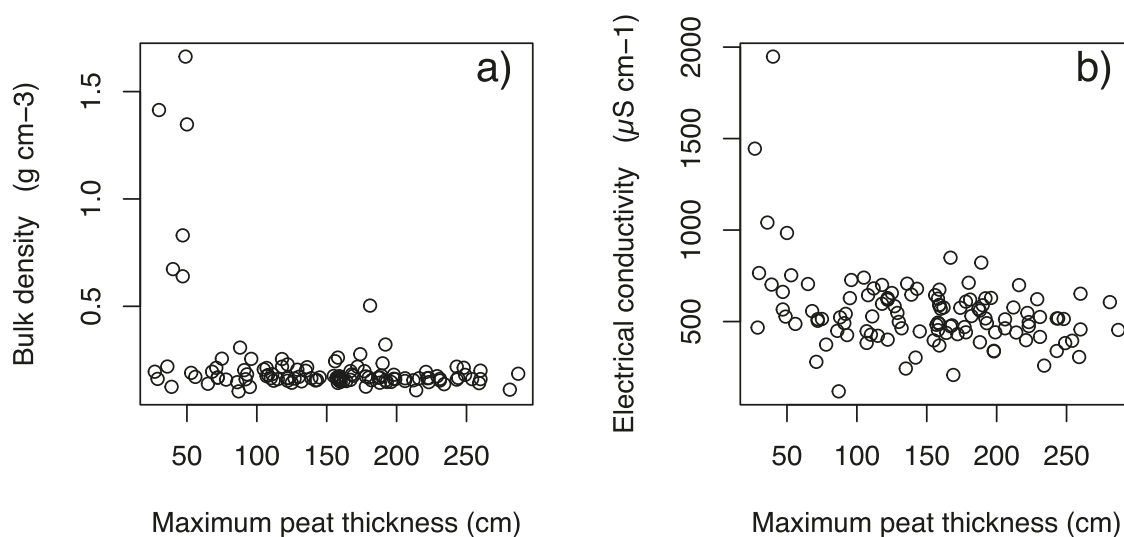 a)
Bulk density (g cm−3)
0.5 1.0 1.5
50 100 150 200 250
Maximum peat thickness (cm)
b)
Electrical conductivity (μS cm−1)
500 1000 1500 2000
50 100 150 200 250
Maximum peat thickness (cm)